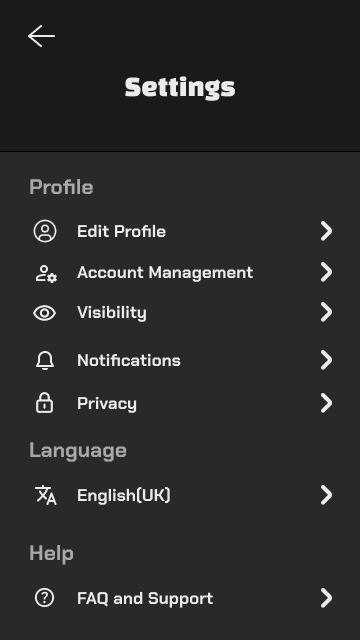 Settings
Profile
Edit Profile
Account Management
Visibility
Notifications
Privacy
Language
English(UK)
Help
FAQ and Support